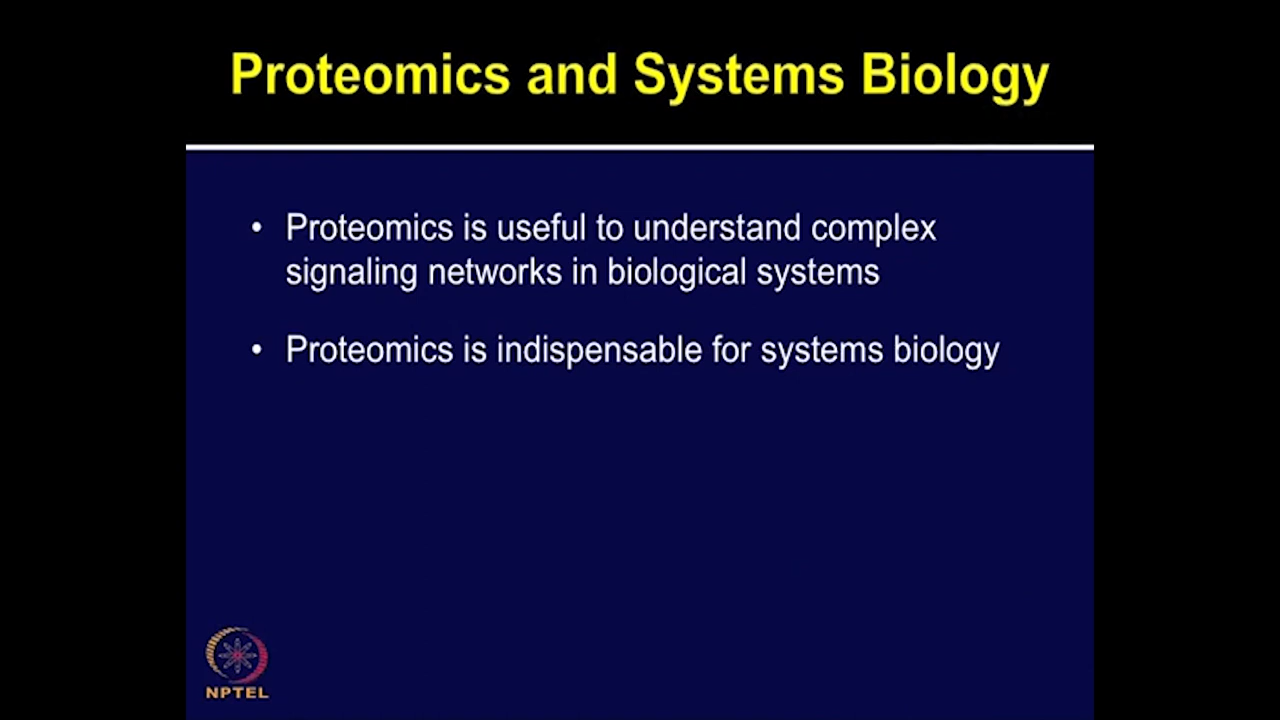 Proteomics and Systems Biology
• Proteomics is useful to understand complex
signaling networks in biological systems
• Proteomics is indispensable for systems biology
NPTEL